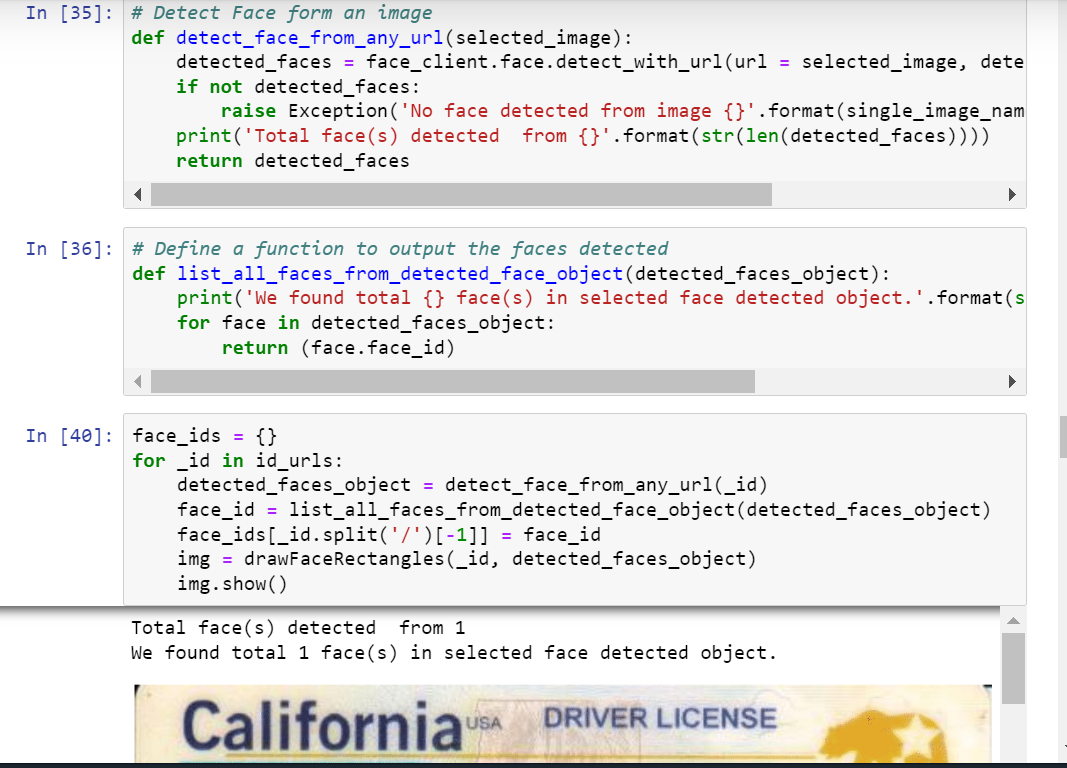 In [35]: # Detect Face form an image
def detect_face_from_any_url(selected_image):
    detected_faces = face_client.face.detect_with_url(url = selected_image, dete
    if not detected_faces:
        raise Exception('No face detected from image {}'.format(single_image_nam
    print('Total face(s) detected  from {}'.format(str(len(detected_faces))))
    return detected_faces
In [36]: # Define a function to output the faces detected
def list_all_faces_from_detected_face_object(detected_faces_object):
    print('We found total {} face(s) in selected face detected object.'.format(s
    for face in detected_faces_object:
        return (face.face_id)
In [40]: face_ids = {}
for _id in id_urls:
    detected_faces_object = detect_face_from_any_url(_id)
    face_id = list_all_faces_from_detected_face_object(detected_faces_object)
    face_ids[_id.split('/')[-1]] = face_id
    img = drawFaceRectangles(_id, detected_faces_object)
    img.show()
Total face(s) detected  from 1
We found total 1 face(s) in selected face detected object.
California USA DRIVER LICENSE